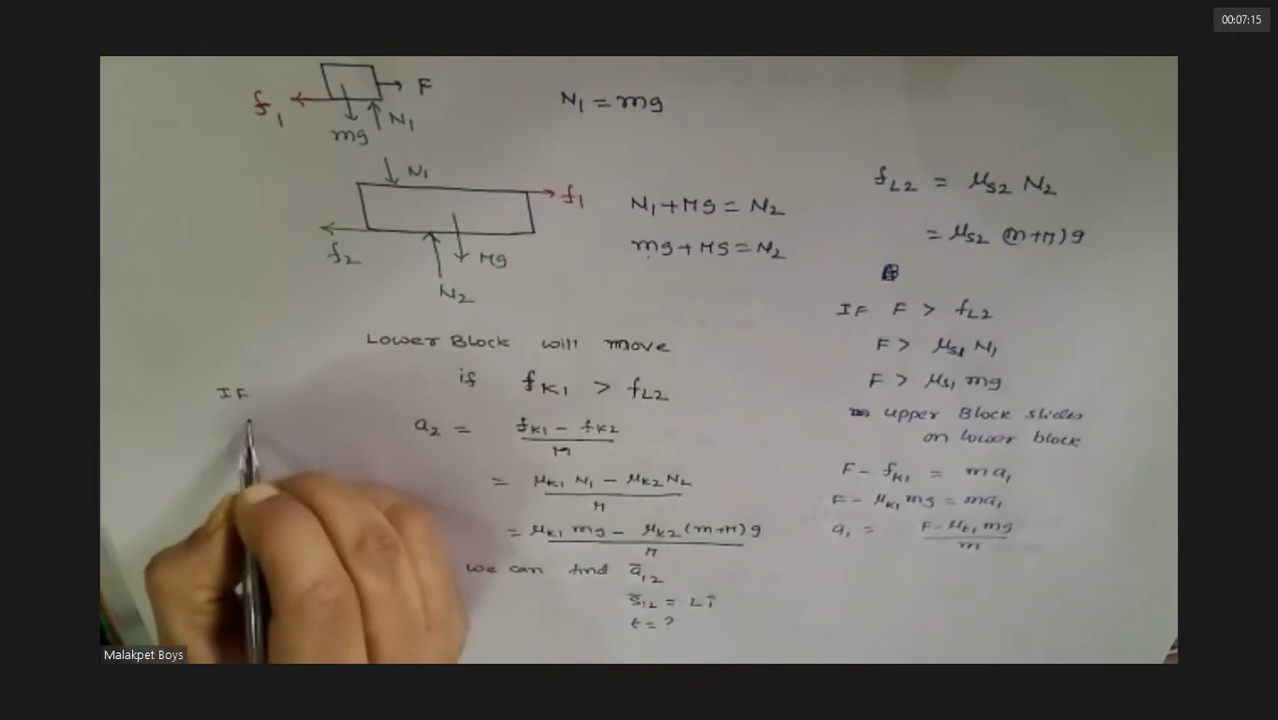 00:07:15
F
f1
mg
N1
N1 = mg
N1
f1
f2
Mg
N2
N1 + Mg = N2
mg + Mg = N2
fL2 = μs2 N2
= μs2 (m+M) g
IF F > fL2
F > μs1 N1
F > μs1 mg
upper Block slides
on lower block
F - fK1 = ma1
F - μK1 mg = ma1
a1 = F - μK1 mg
m
Lower Block will move
if fK1 > fL2
a2 = fK1 - fK2
M
= μK1 N1 - μK2 N2
M
= μK1 mg - μK2 (m+M) g
M
we can find a̅12
s̅12 = L î
t = ?
IF
Malakpet Boys